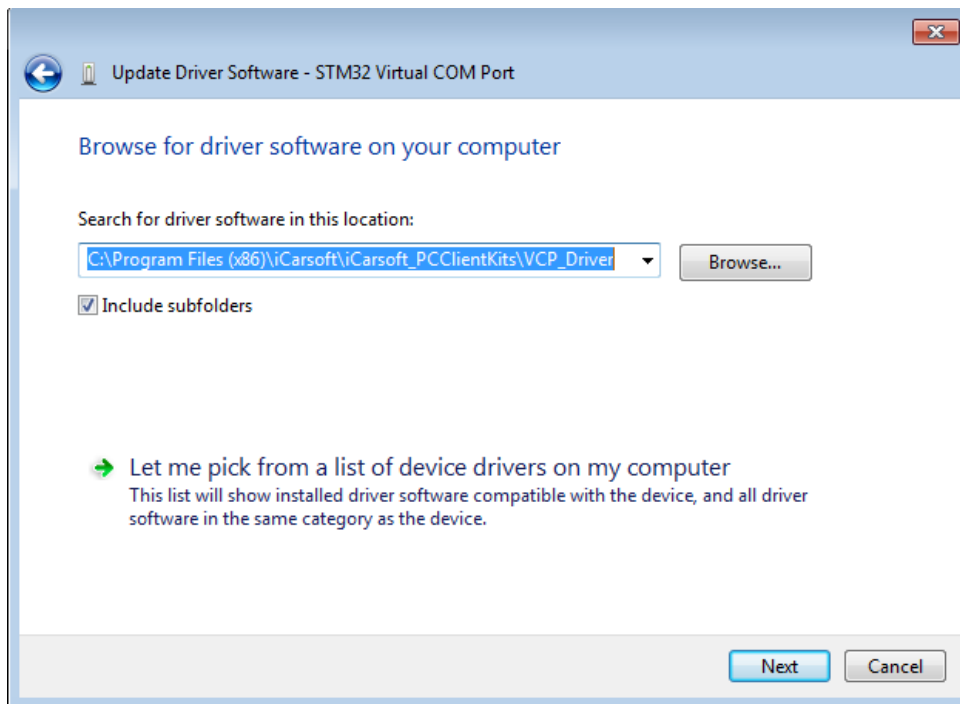 Update Driver Software - STM32 Virtual COM Port
Browse for driver software on your computer
Search for driver software in this location:
C:\Program Files (x86)\iCarsoft\iCarsoft_PCClientKits\VCP_Driver
Browse...
Include subfolders
Let me pick from a list of device drivers on my computer
This list will show installed driver software compatible with the device, and all driver
software in the same category as the device.
Next
Cancel